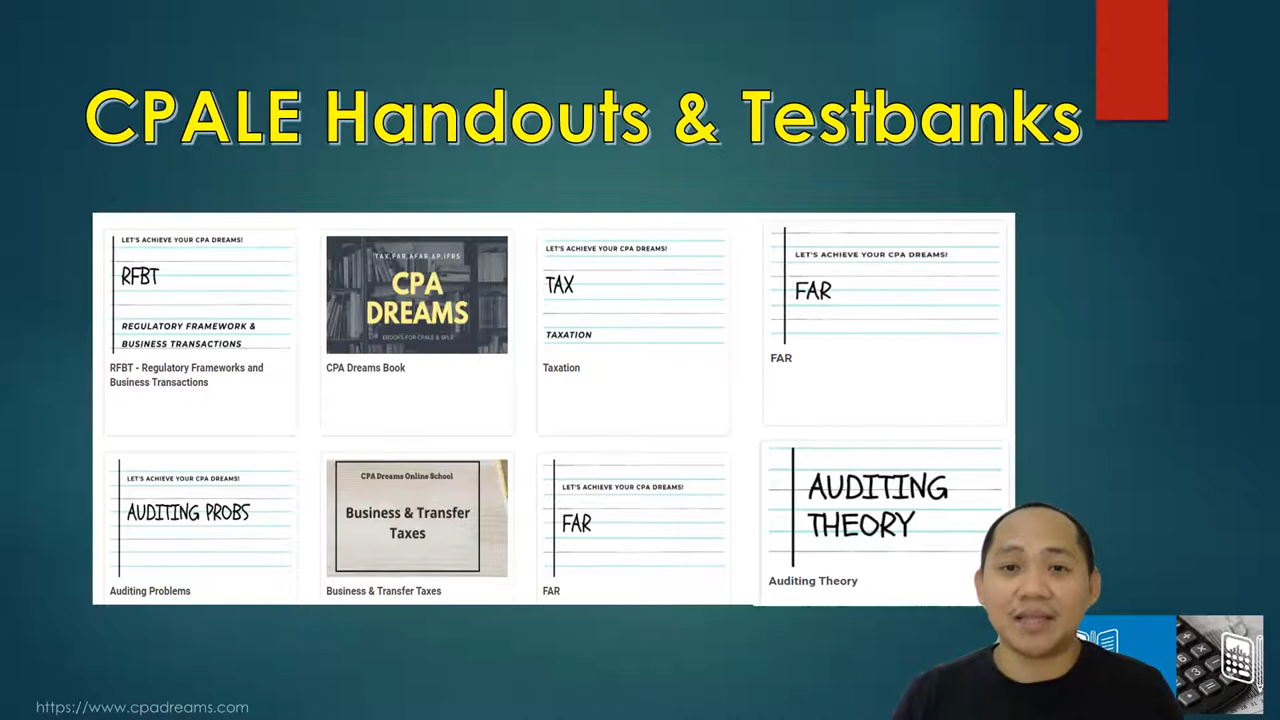 CPALE Handouts & Testbanks
LET'S ACHIEVE YOUR CPA DREAMS!
RFBT
REGULATORY FRAMEWORK &
BUSINESS TRANSACTIONS
RFBT - Regulatory Frameworks and
Business Transactions
TAX,FAR,AFAR,AP,IFRS
CPA
DREAMS
EBOOKS FOR CPALE & BPLE
CPA Dreams Book
LET'S ACHIEVE YOUR CPA DREAMS!
TAX
TAXATION
Taxation
LET'S ACHIEVE YOUR CPA DREAMS!
FAR
FAR
LET'S ACHIEVE YOUR CPA DREAMS!
AUDITING PROBS
Auditing Problems
CPA Dreams Online School
Business & Transfer
Taxes
Business & Transfer Taxes
LET'S ACHIEVE YOUR CPA DREAMS!
FAR
FAR
AUDITING
THEORY
Auditing Theory
https://www.cpadreams.com